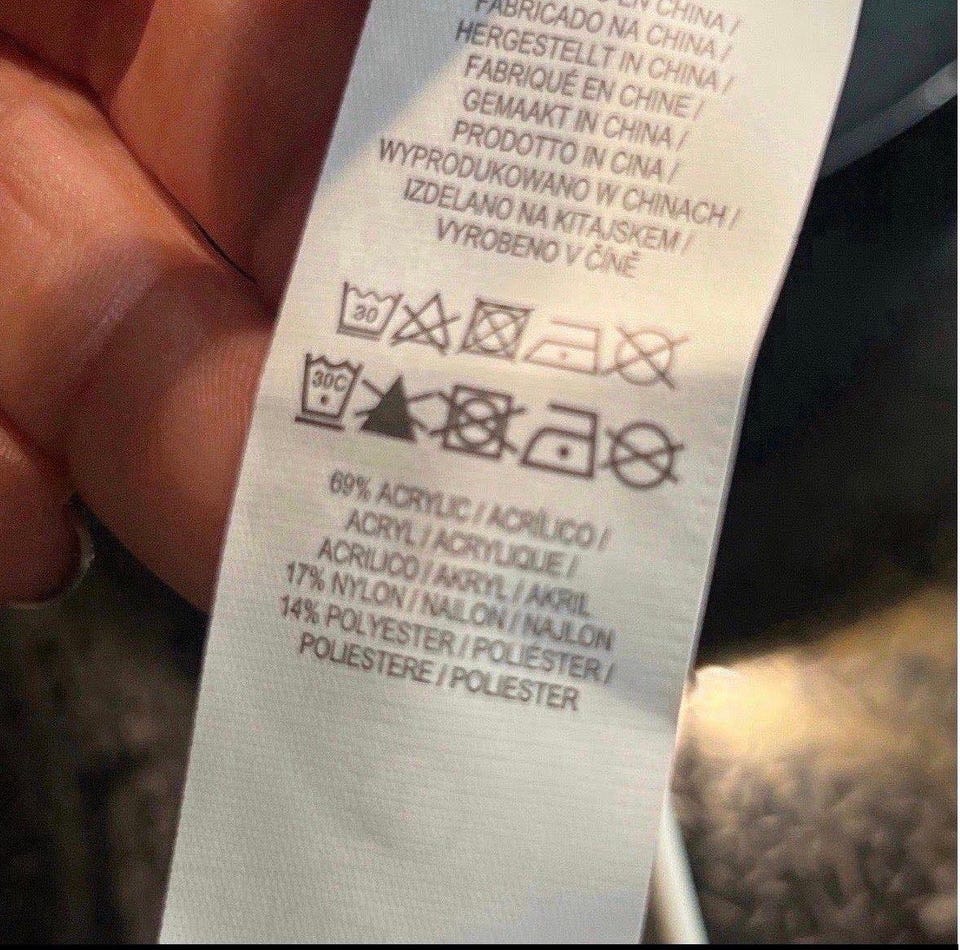 EN CHINA /
FABRICADO NA CHINA /
HERGESTELLT IN CHINA /
FABRIQUÉ EN CHINE /
GEMAAKT IN CHINA /
PRODOTTO IN CINA /
WYPRODUKOWANO W CHINACH /
IZDELANO NA KITAJSKEM /
VYROBENO V ČÍNĚ
30
30C
69% ACRYLIC / ACRÍLICO /
ACRYL / ACRYLIQUE /
ACRILICO / AKRYL / AKRIL
17% NYLON / NAILON / NAJLON
14% POLYESTER / POLIÉSTER /
POLIESTERE / POLIESTER